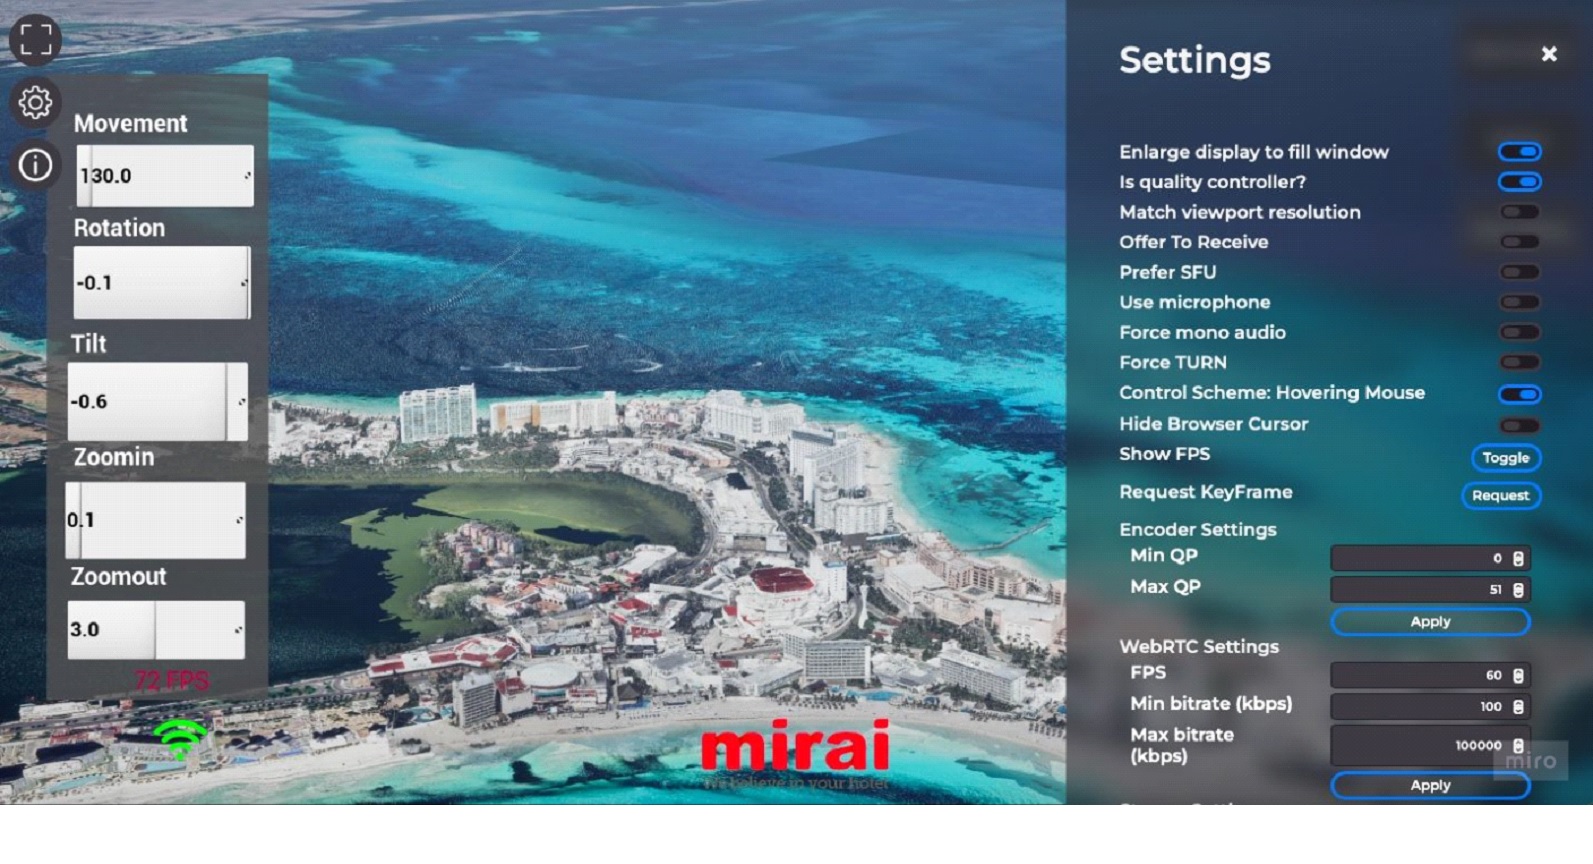 Movement
130.0
Rotation
-0.1
Tilt
-0.6
Zoomin
0.1
Zoomout
3.0
72 FPS
mirai
We believe in your hotel
Settings
Enlarge display to fill window
Is quality controller?
Match viewport resolution
Offer To Receive
Prefer SFU
Use microphone
Force mono audio
Force TURN
Control Scheme: Hovering Mouse
Hide Browser Cursor
Show FPS Toggle
Request KeyFrame Request
Encoder Settings
Min QP 0
Max QP 51
Apply
WebRTC Settings
FPS 60
Min bitrate (kbps) 100
Max bitrate
(kbps) 100000
miro
Apply